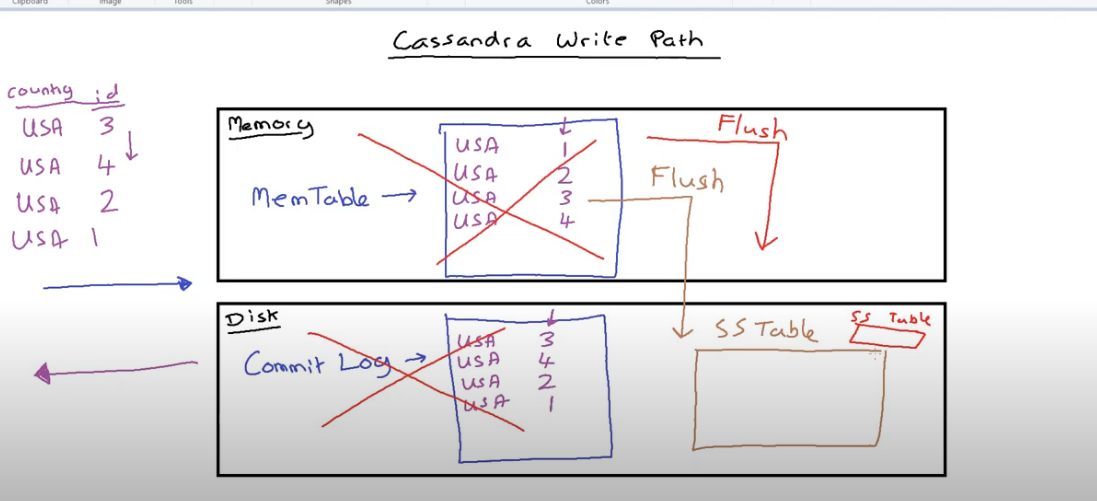 Clipboard
Image
Tools
Shapes
Colors
Cassandra Write Path
country id
USA 3
USA 4
USA 2
USA 1
Memory
MemTable
USA 1
USA 2
USA 3
USA 4
Flush
Flush
Disk
Commit Log
USA 3
USA 4
USA 2
USA 1
SS Table
SS Table